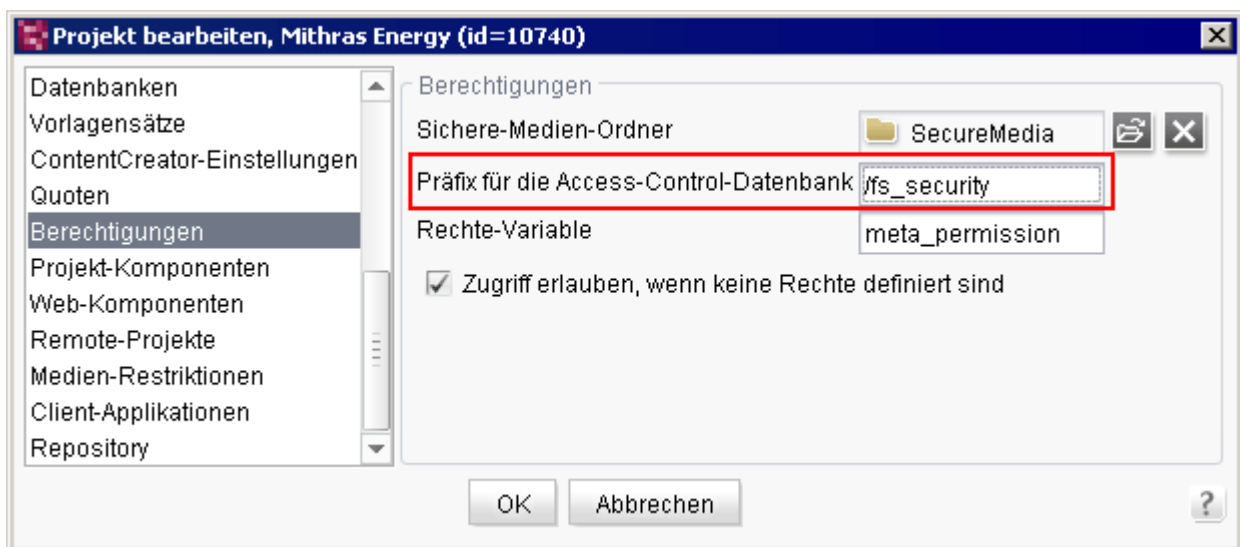 Projekt bearbeiten, Mithras Energy (id=10740)
Datenbanken
Vorlagensätze
ContentCreator-Einstellungen
Quoten
Berechtigungen
Projekt-Komponenten
Web-Komponenten
Remote-Projekte
Medien-Restriktionen
Client-Applikationen
Repository
Berechtigungen
Sichere-Medien-Ordner SecureMedia
Präfix für die Access-Control-Datenbank /fs_security
Rechte-Variable meta_permission
Zugriff erlauben, wenn keine Rechte definiert sind
OK Abbrechen ?